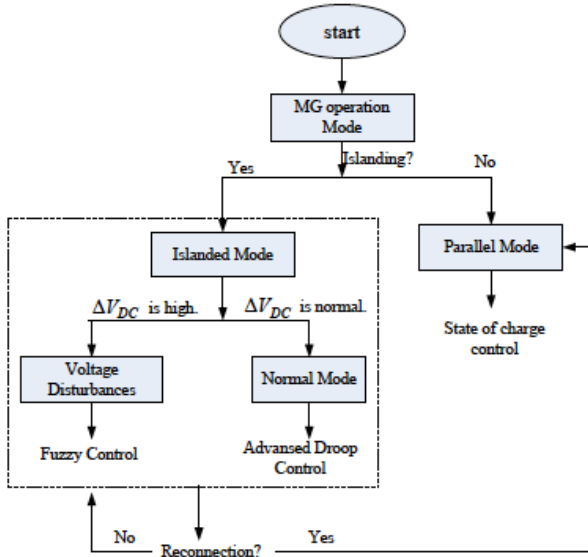 start
MG operation
Mode
Islanding?
Yes
No
Islanded Mode
Parallel Mode
ΔV_DC is high.
ΔV_DC is normal.
State of charge
control
Voltage
Disturbances
Normal Mode
Fuzzy Control
Advansed Droop
Control
No
Reconnection?
Yes